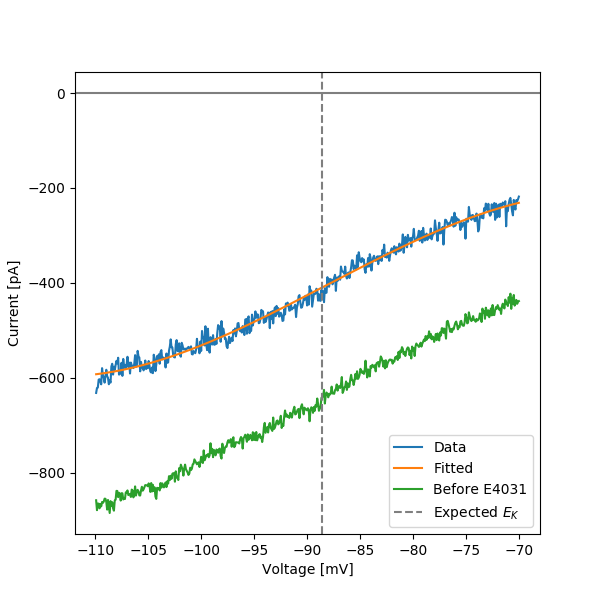 0
−200
−400
−600
−800
Current [pA]
−110
−105
−100
−95
−90
−85
−80
−75
−70
Voltage [mV]
Data
Fitted
Before E4031
Expected E_K